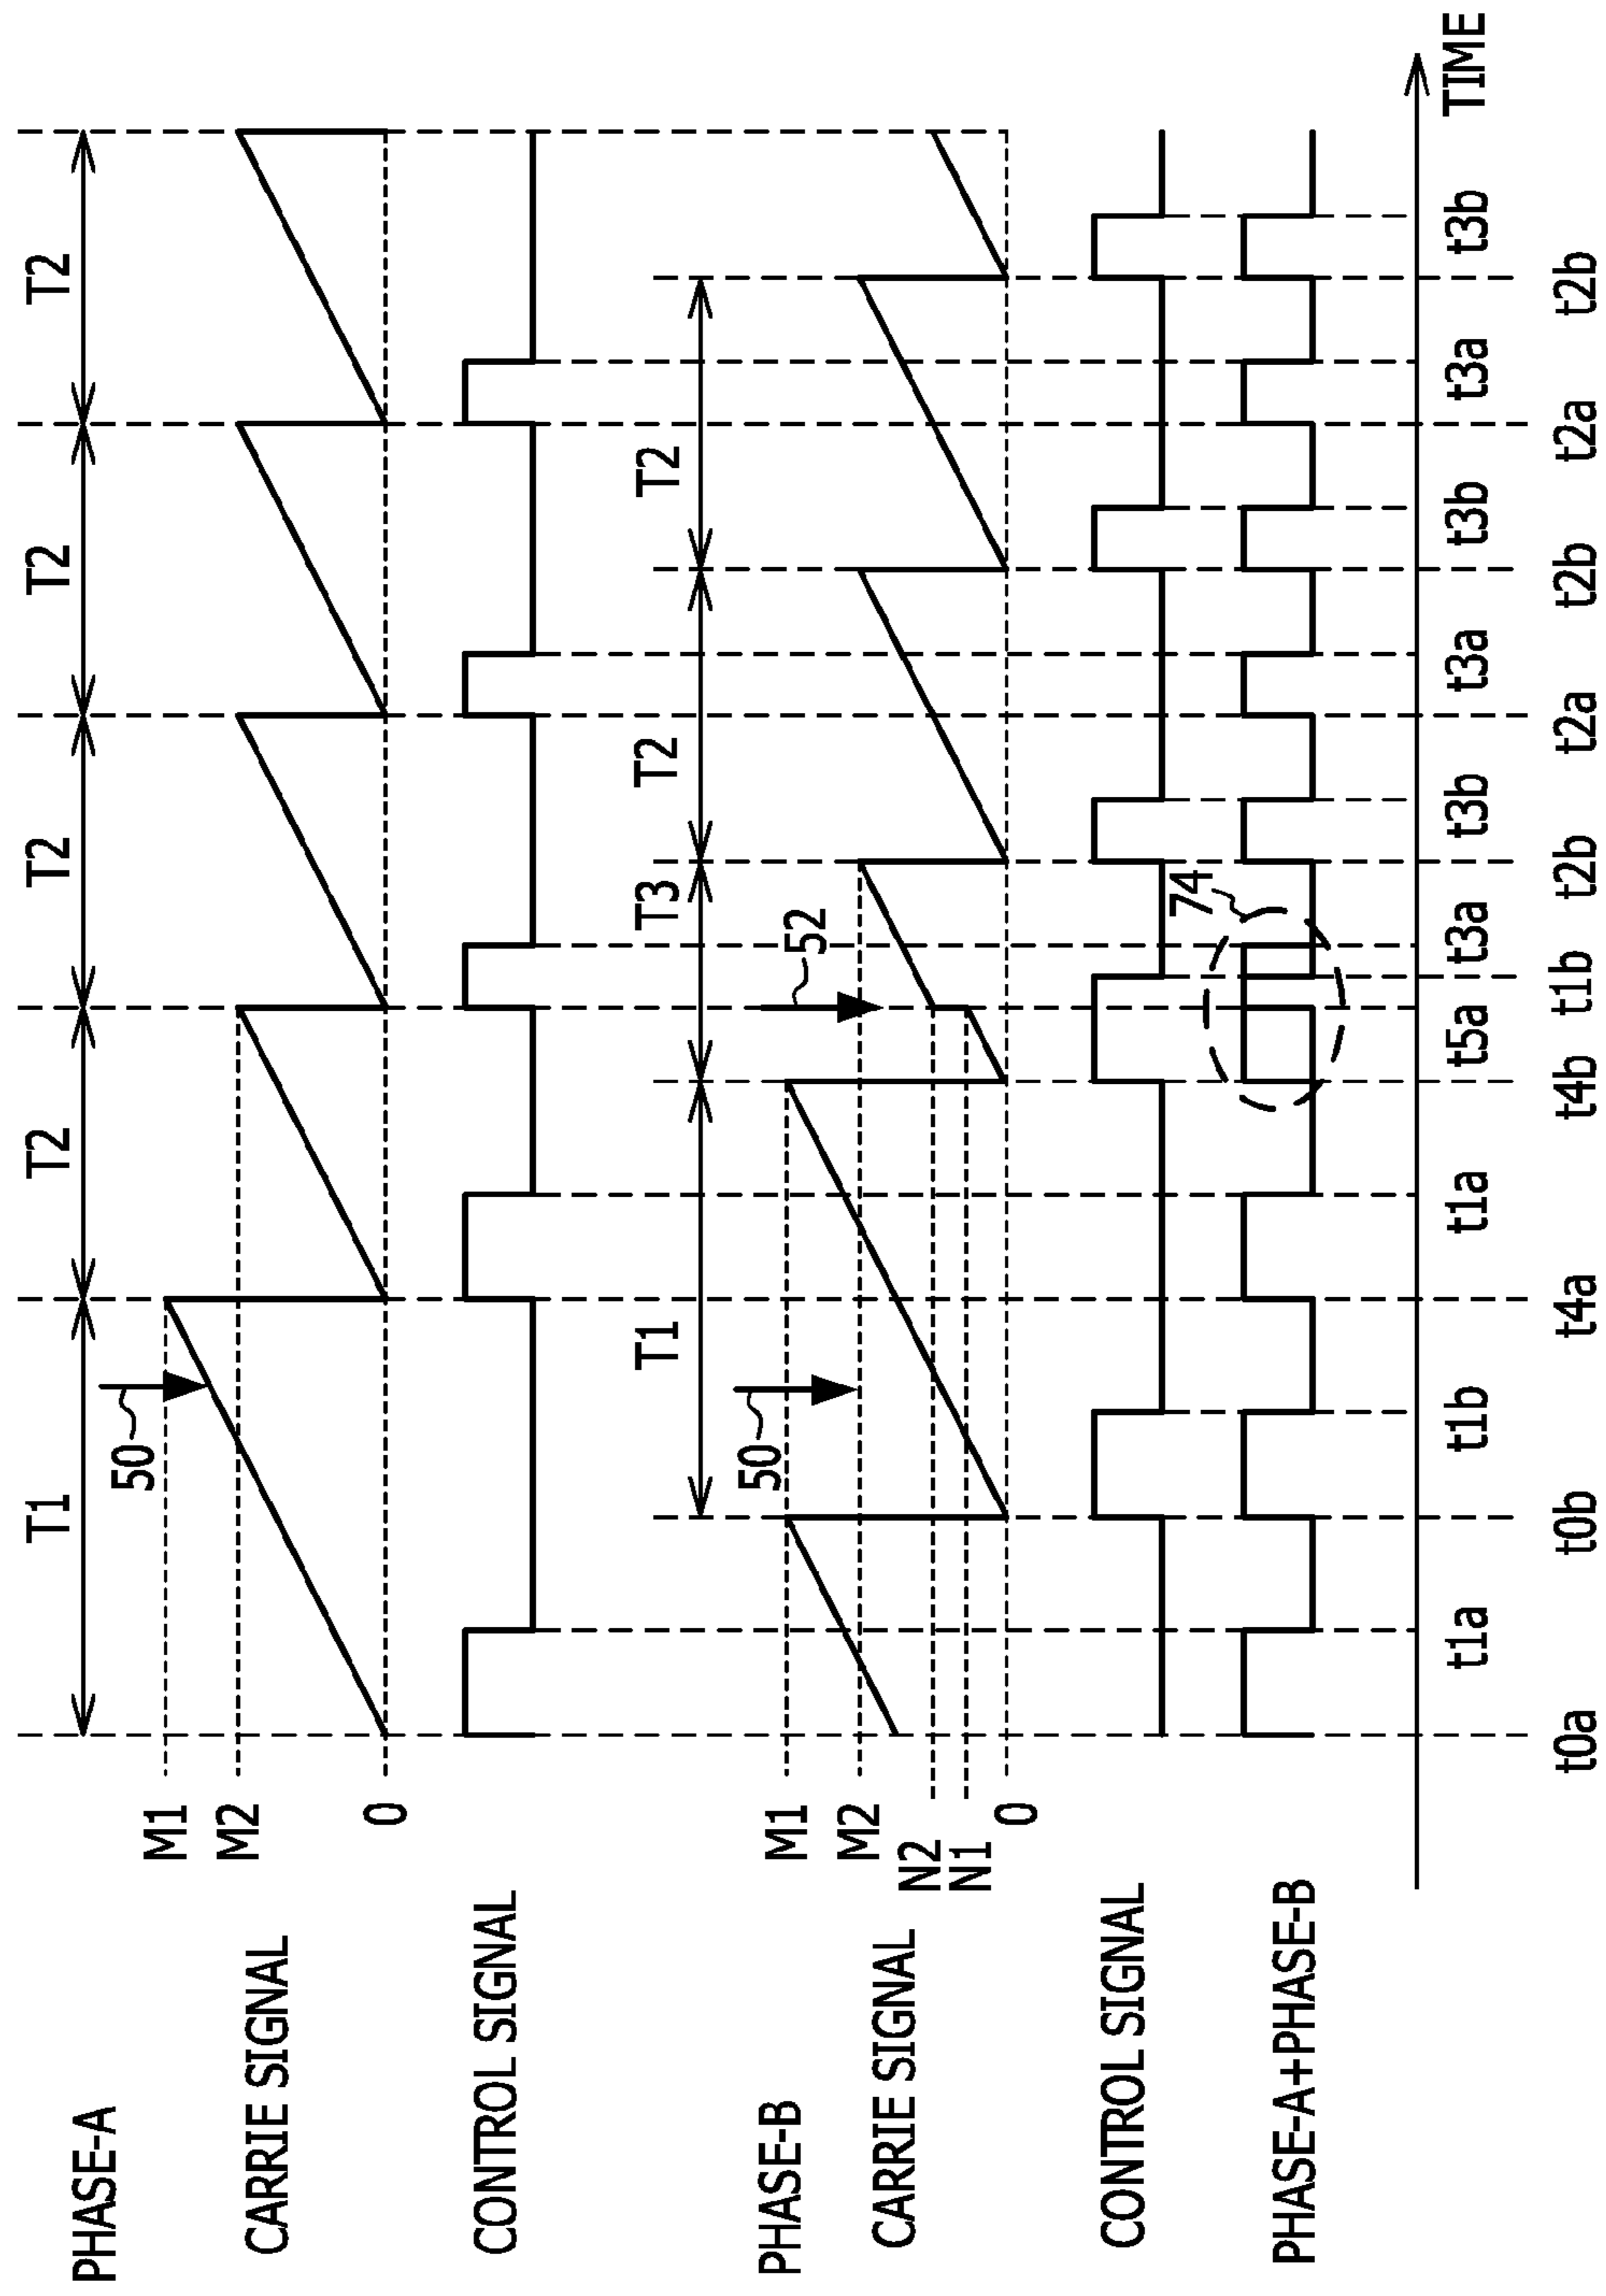 PHASE-A
T1 T2 T2 T2 T2
50
M1
M2
CARRIE SIGNAL
0
CONTROL SIGNAL
PHASE-B
T1 T3 T2 T2
50 52
M1
M2
CARRIE SIGNAL
N2
N1
0
CONTROL SIGNAL
74
PHASE-A+PHASE-B
TIME
t1a t1b t1a t5a t3a t3b t3a t3b t3a t3b
t0a t0b t4a t4b t1b t2b t2a t2b t2a t2b